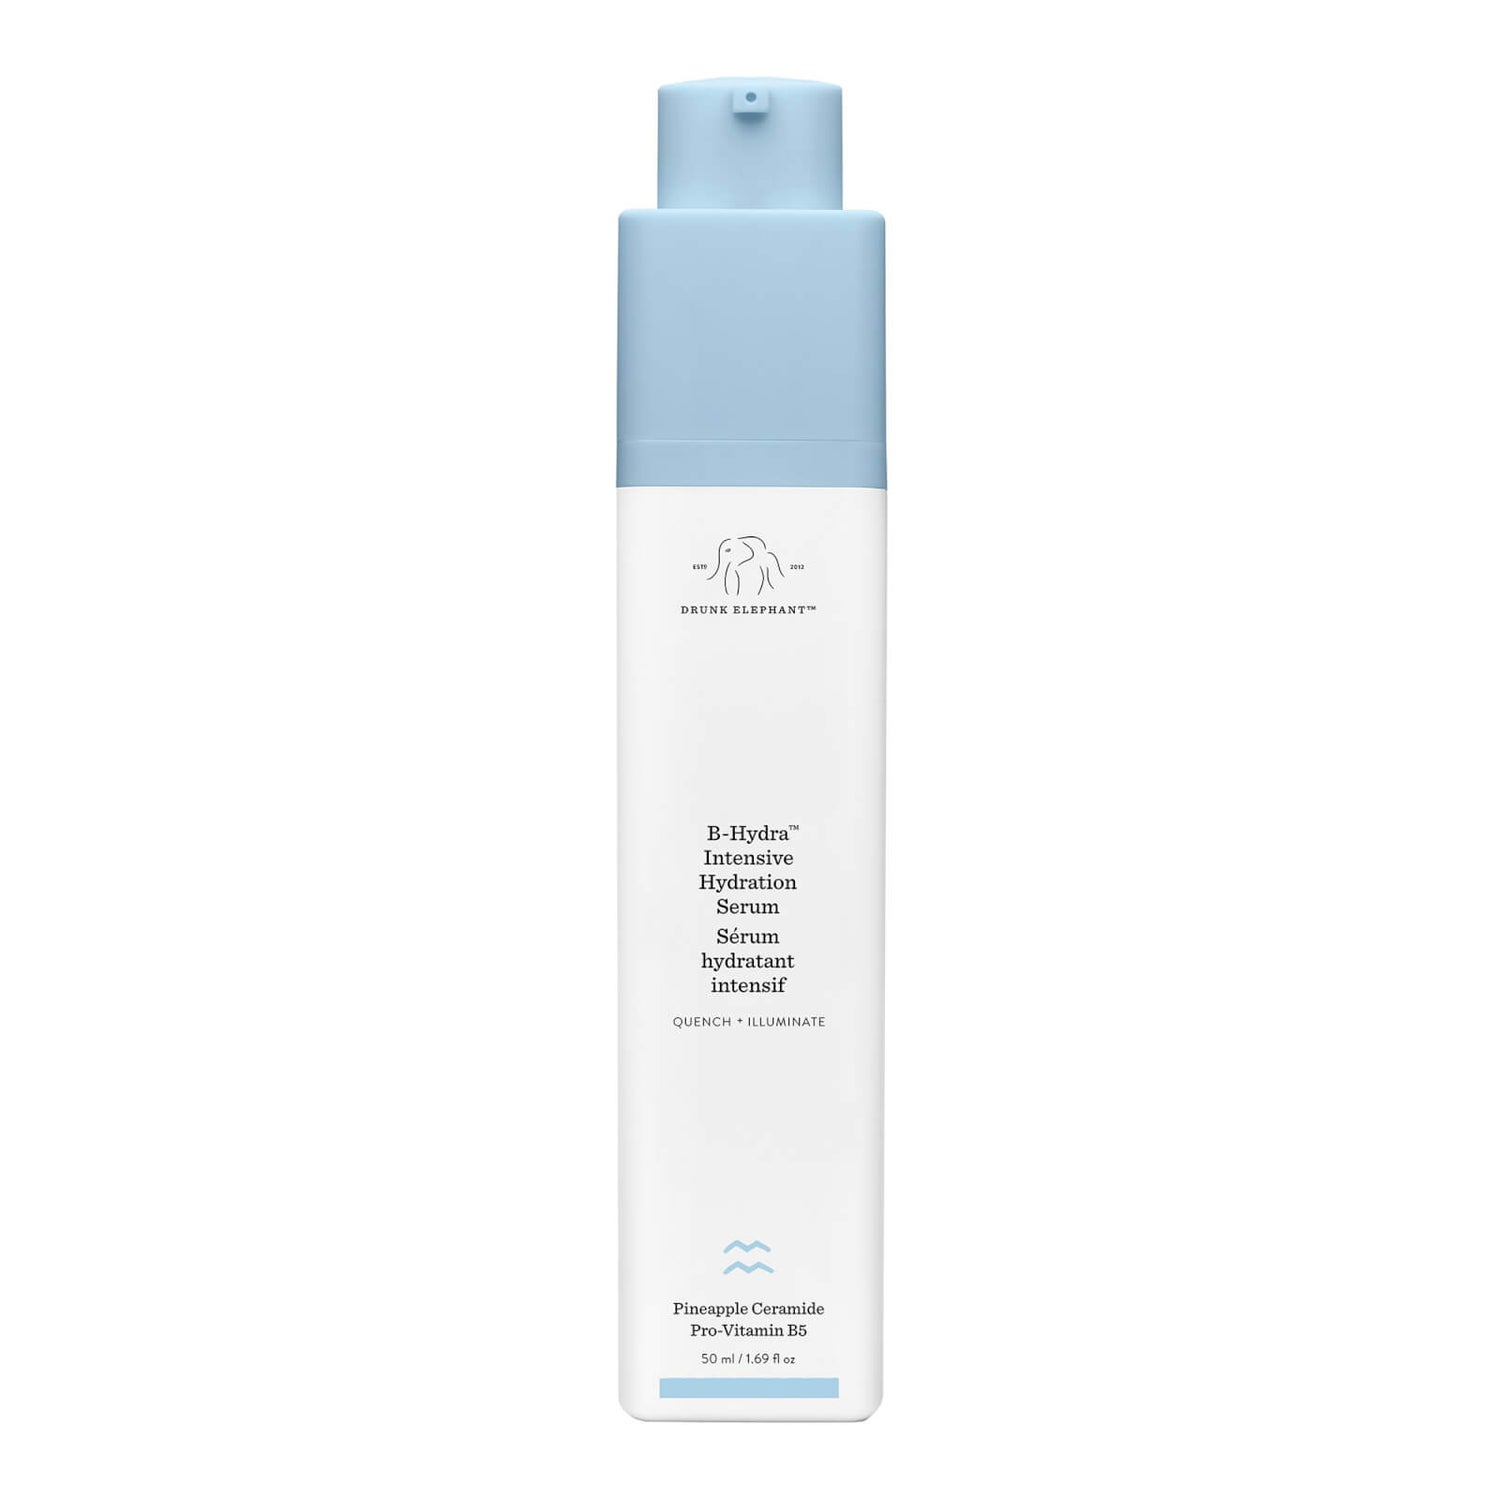 ESTD 2012
DRUNK ELEPHANT™
B-Hydra™
Intensive
Hydration
Serum
Sérum
hydratant
intensif
QUENCH + ILLUMINATE
Pineapple Ceramide
Pro-Vitamin B5
50 ml / 1.69 fl oz